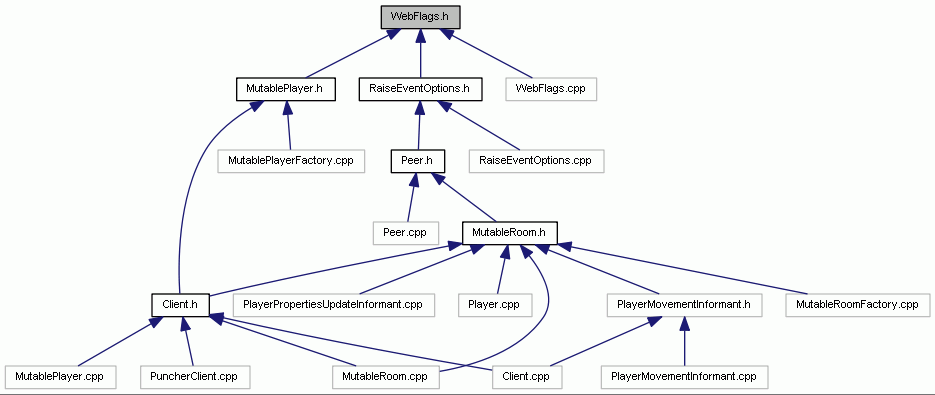 WebFlags.h
MutablePlayer.h
RaiseEventOptions.h
WebFlags.cpp
MutablePlayerFactory.cpp
Peer.h
RaiseEventOptions.cpp
Peer.cpp
MutableRoom.h
Client.h
PlayerPropertiesUpdateInformant.cpp
Player.cpp
PlayerMovementInformant.h
MutableRoomFactory.cpp
MutablePlayer.cpp
PuncherClient.cpp
MutableRoom.cpp
Client.cpp
PlayerMovementInformant.cpp